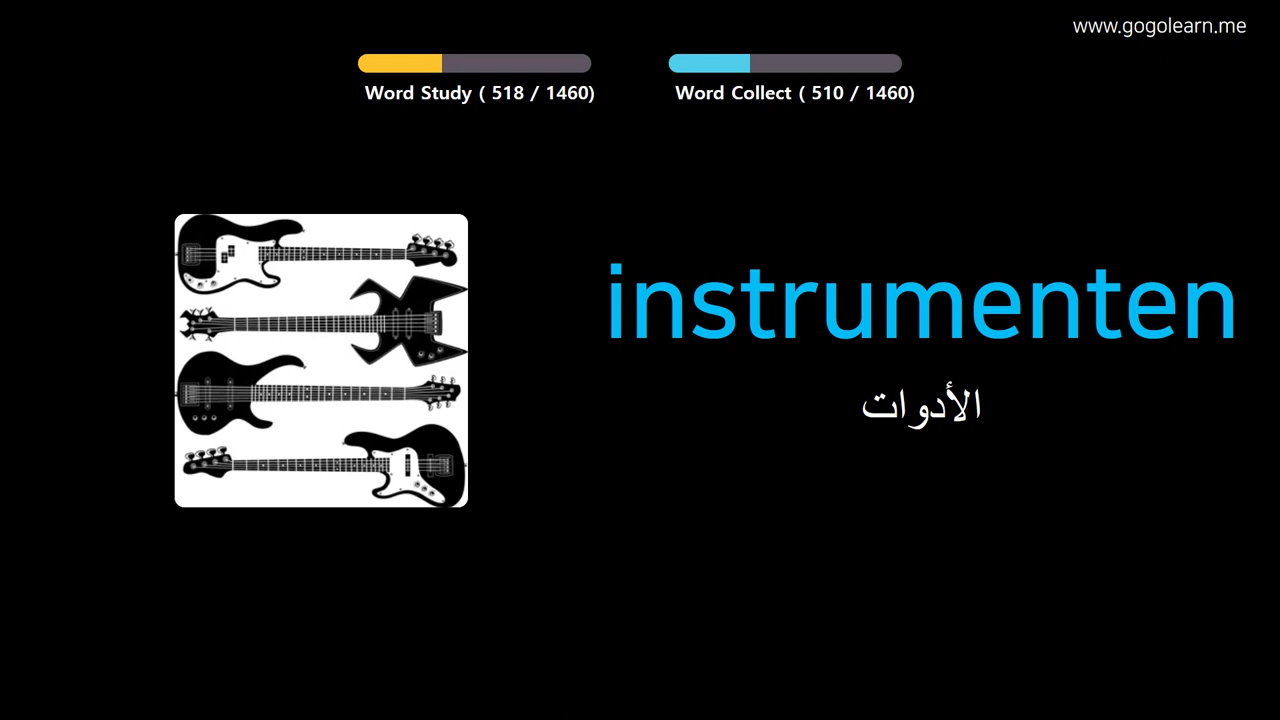 www.gogolearn.me
Word Study ( 518 / 1460)
Word Collect ( 510 / 1460)
instrumenten
الأدوات